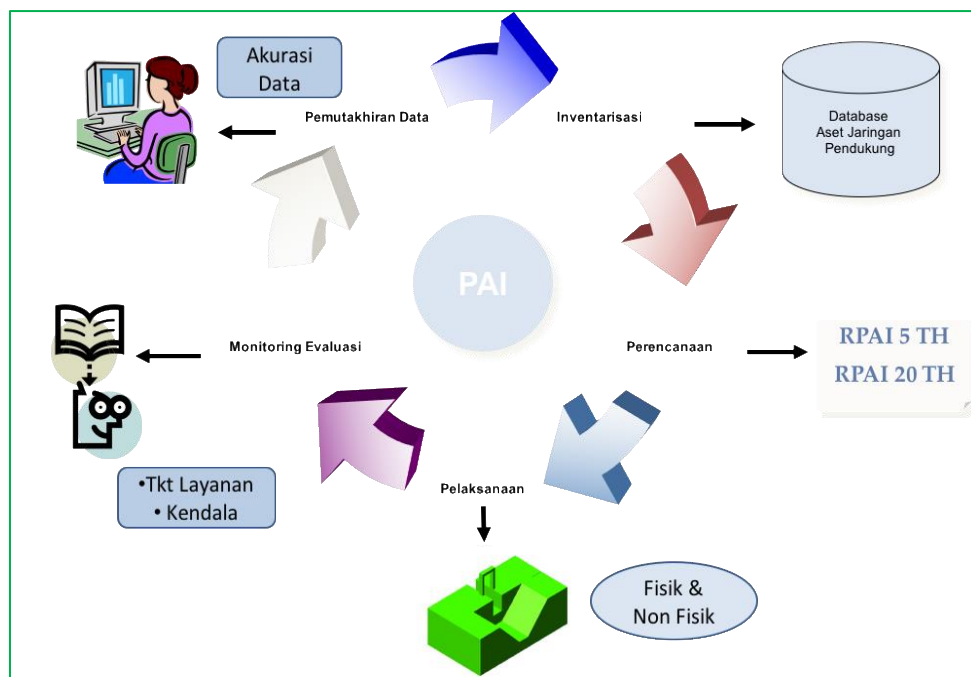 Akurasi
Data
Pemutakhiran Data
Inventarisasi
Database
Aset Jaringan
Pendukung
PAI
Monitoring Evaluasi
Perencanaan
RPAI 5 TH
RPAI 20 TH
•Tkt Layanan
• Kendala
Pelaksanaan
Fisik &
Non Fisik